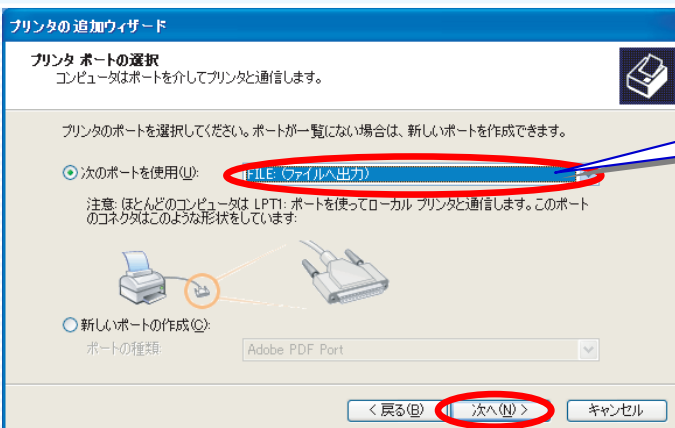 プリンタの追加ウィザード
プリンタ ポートの選択
コンピュータはポートを介してプリンタと通信します。
プリンタのポートを選択してください。ポートが一覧にない場合は、新しいポートを作成できます。
次のポートを使用(U):
FILE: (ファイルへ出力)
注意: ほとんどのコンピュータは LPT1: ポートを使ってローカル プリンタと通信します。このポート
のコネクタはこのような形状をしています:
新しいポートの作成(C):
ポートの種類:
Adobe PDF Port
< 戻る(B)
次へ(N) >
キャンセル